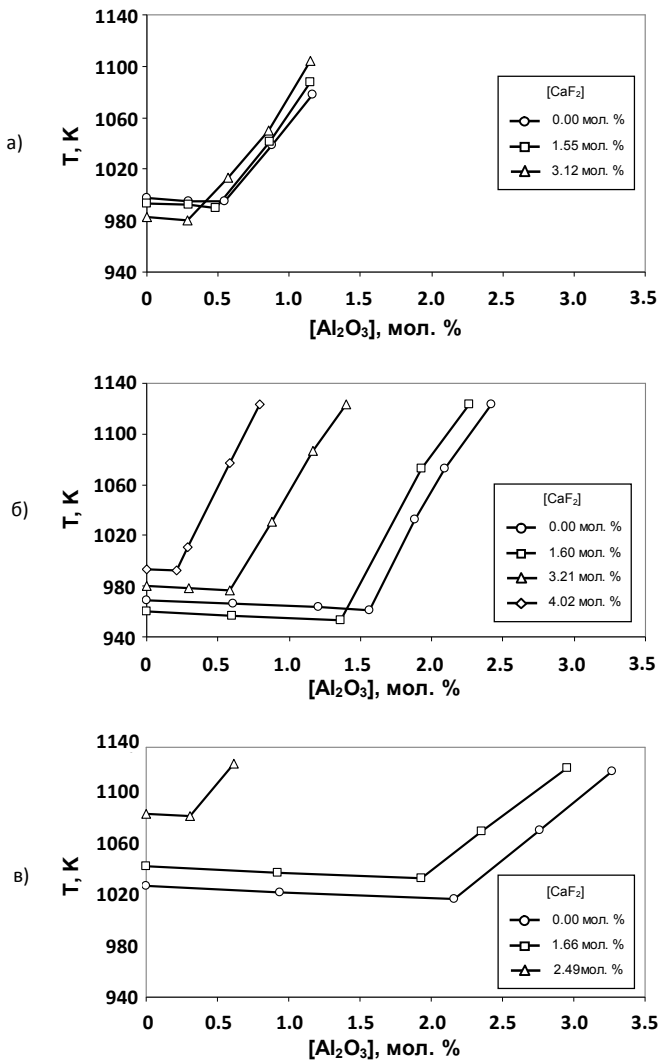 а)
T, K
1140
1100
1060
1020
980
940
0
0.5
1.0
1.5
2.0
2.5
3.0
3.5
[Al₂O₃], мол. %
[CaF₂]
0.00 мол. %
1.55 мол. %
3.12 мол. %
б)
T, K
1140
1100
1060
1020
980
940
0
0.5
1.0
1.5
2.0
2.5
3.0
3.5
[Al₂O₃], мол. %
[CaF₂]
0.00 мол. %
1.60 мол. %
3.21 мол. %
4.02 мол. %
в)
T, K
1140
1100
1060
1020
980
940
0
0.5
1.0
1.5
2.0
2.5
3.0
3.5
[Al₂O₃], мол. %
[CaF₂]
0.00 мол. %
1.66 мол. %
2.49мол. %